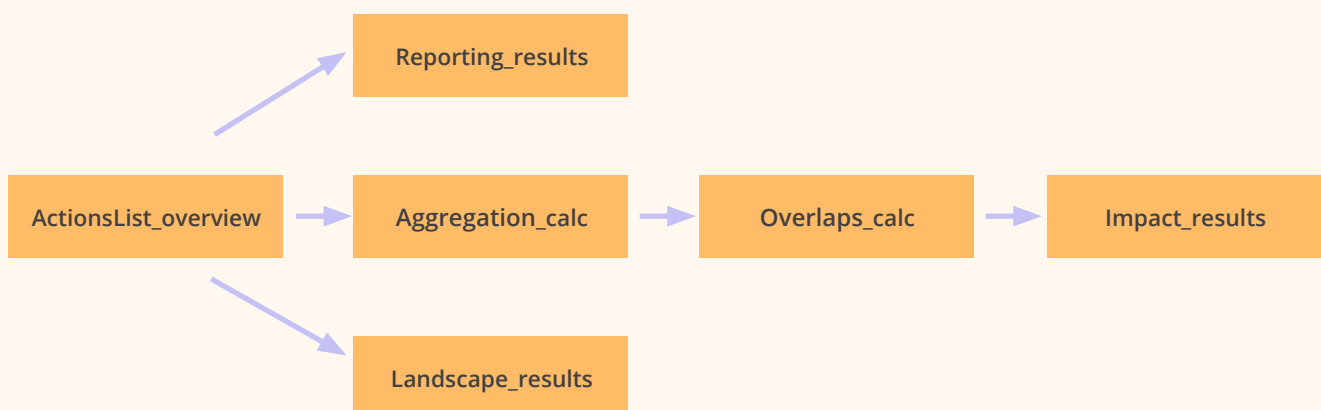 Reporting_results
ActionsList_overview
Aggregation_calc
Overlaps_calc
Impact_results
Landscape_results